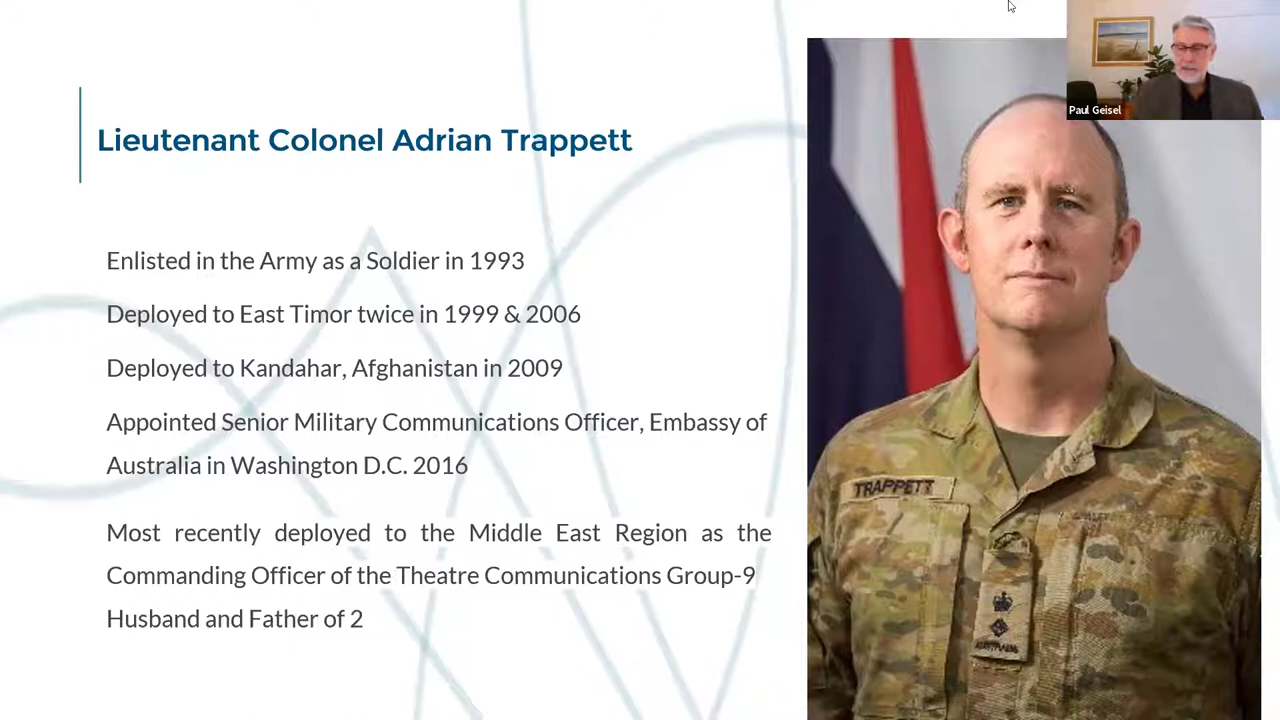 Paul Geisel
Lieutenant Colonel Adrian Trappett
Enlisted in the Army as a Soldier in 1993
Deployed to East Timor twice in 1999 & 2006
Deployed to Kandahar, Afghanistan in 2009
Appointed Senior Military Communications Officer, Embassy of
Australia in Washington D.C. 2016
Most recently deployed to the Middle East Region as the
Commanding Officer of the Theatre Communications Group-9
Husband and Father of 2
TRAPPETT
AUSTRALIA